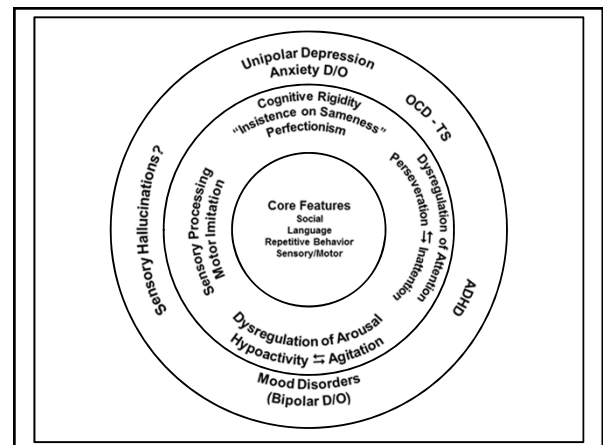 Unipolar Depression
Anxiety D/O
OCD - TS
ADHD
Mood Disorders
(Bipolar D/O)
Sensory Hallucinations?
Cognitive Rigidity
“Insistence on Sameness”
Perfectionism
Dysregulation of Attention
Perseveration ⇅ Inattention
Dysregulation of Arousal
Hypoactivity ⇆ Agitation
Sensory Processing
Motor Imitation
Core Features
Social
Language
Repetitive Behavior
Sensory/Motor